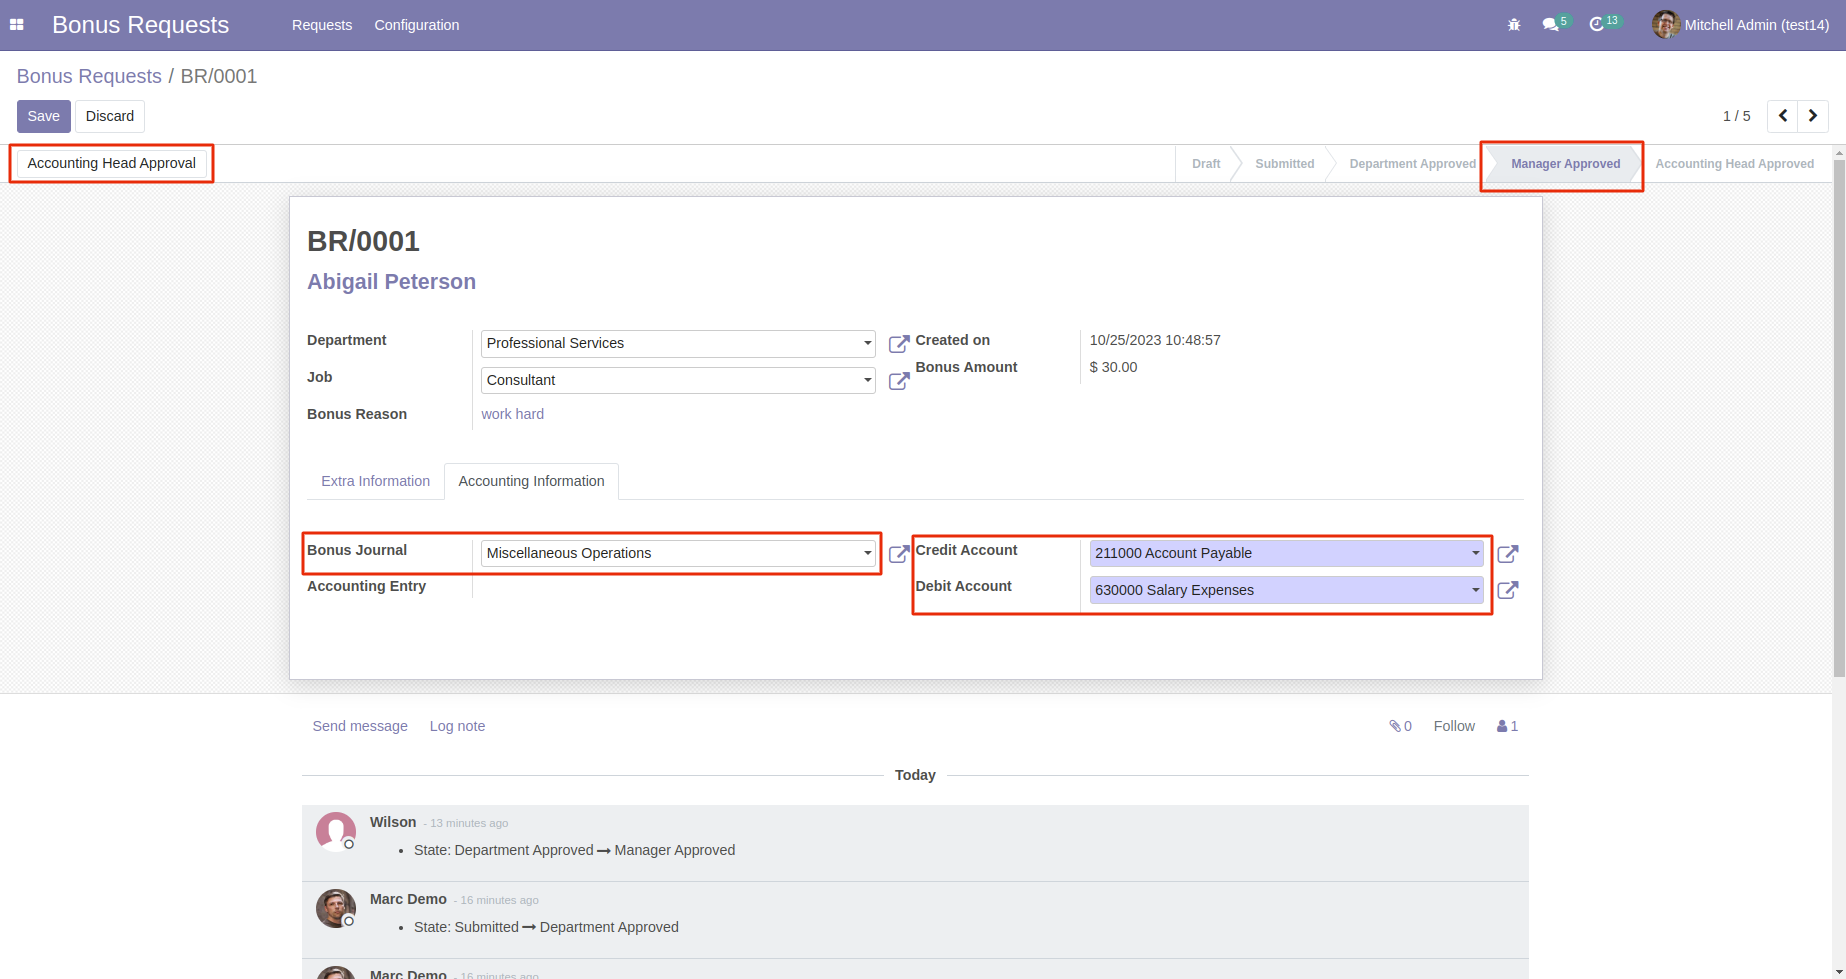 Bonus Requests Requests Configuration 5 13 Mitchell Admin (test14)
Bonus Requests / BR/0001
Save Discard 1 / 5
Accounting Head Approval Draft Submitted Department Approved Manager Approved Accounting Head Approved
BR/0001
Abigail Peterson
Department Professional Services Created on 10/25/2023 10:48:57
Bonus Amount $ 30.00
Job Consultant
Bonus Reason work hard
Extra Information Accounting Information
Bonus Journal Miscellaneous Operations Credit Account 211000 Account Payable
Accounting Entry Debit Account 630000 Salary Expenses
Send message Log note 0 Follow 1
Today
Wilson - 13 minutes ago
• State: Department Approved → Manager Approved
Marc Demo - 16 minutes ago
• State: Submitted → Department Approved
Marc Demo - 16 minutes ago